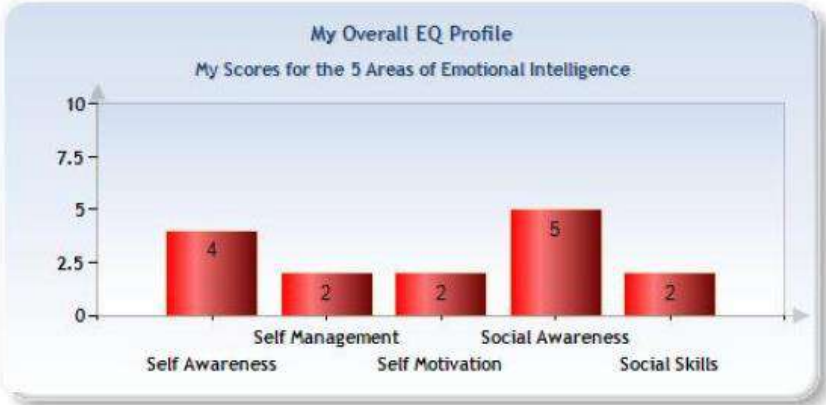 My Overall EQ Profile
My Scores for the 5 Areas of Emotional Intelligence
10
7.5
5
2.5
0
4
2
2
5
2
Self Management Social Awareness
Self Awareness Self Motivation Social Skills